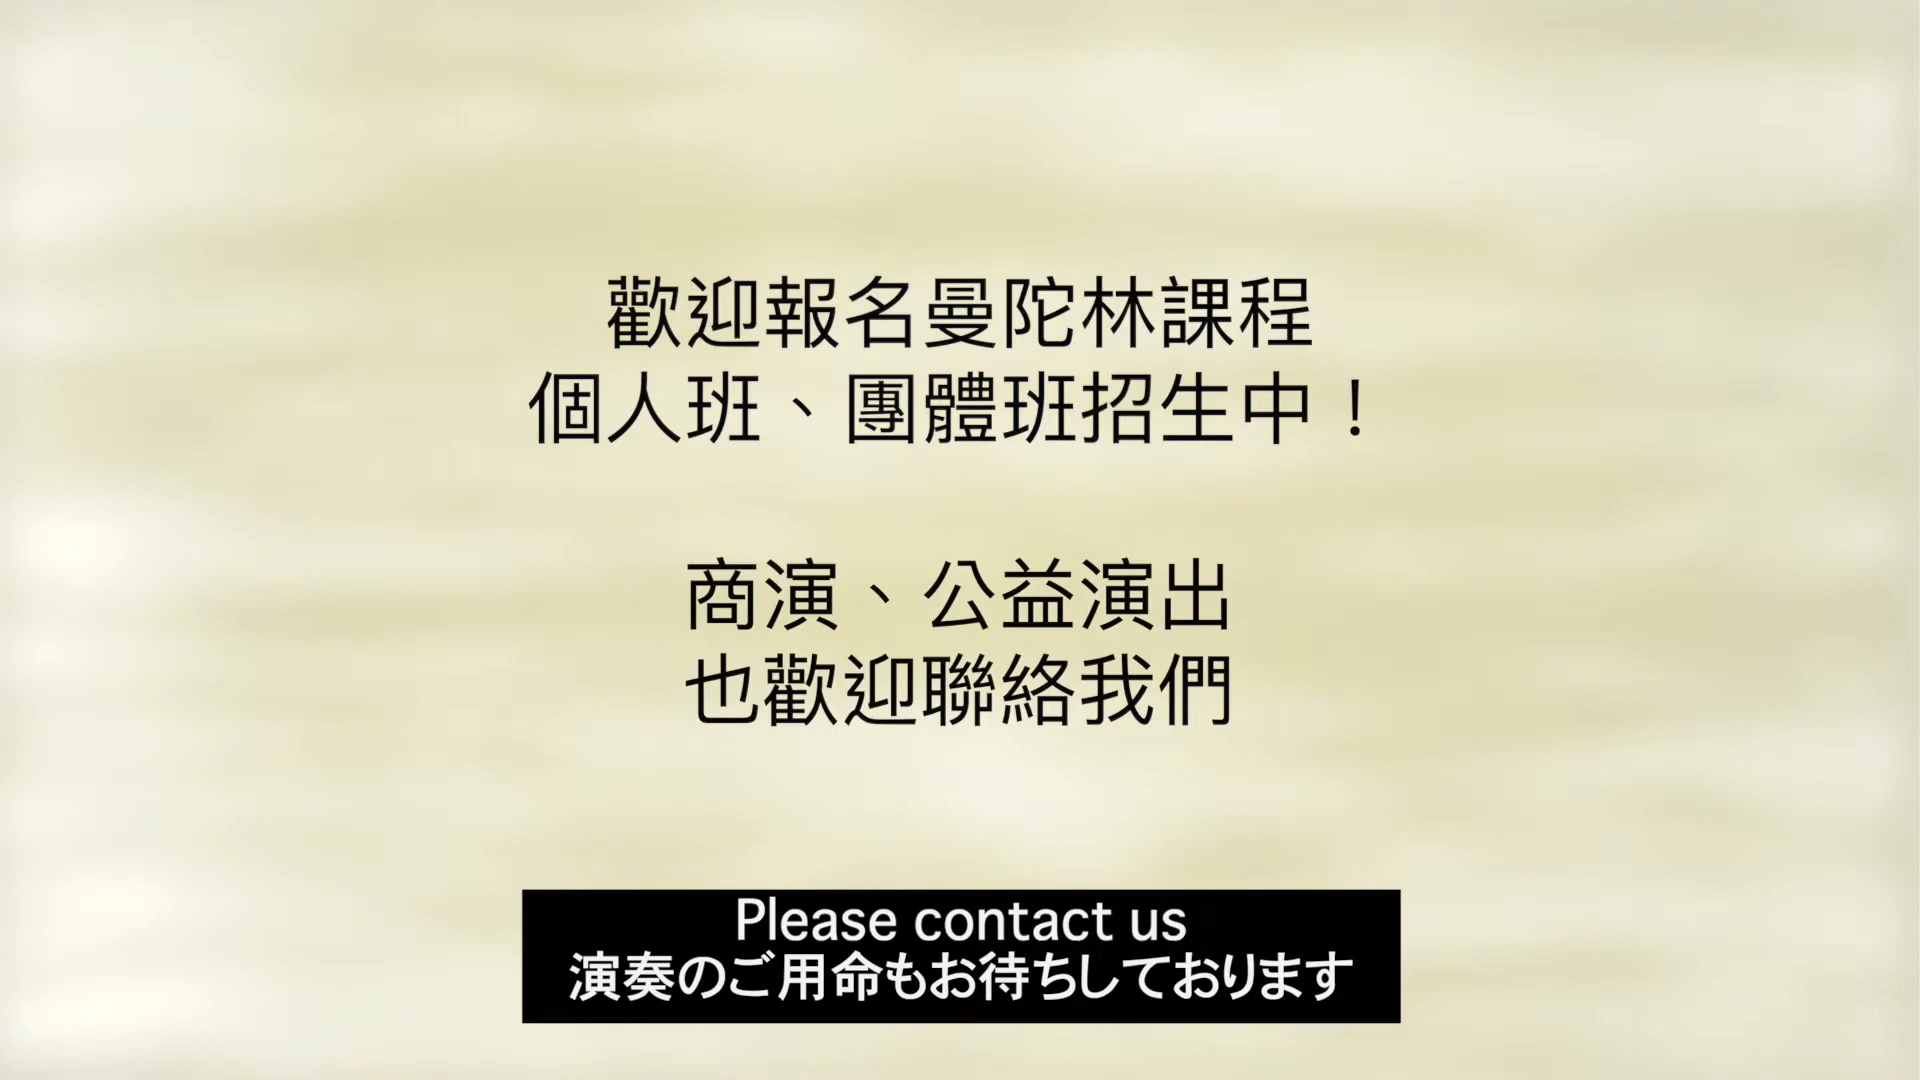 歡迎報名曼陀林課程
個人班、團體班招生中！
商演、公益演出
也歡迎聯絡我們
Please contact us
演奏のご用命もお待ちしております